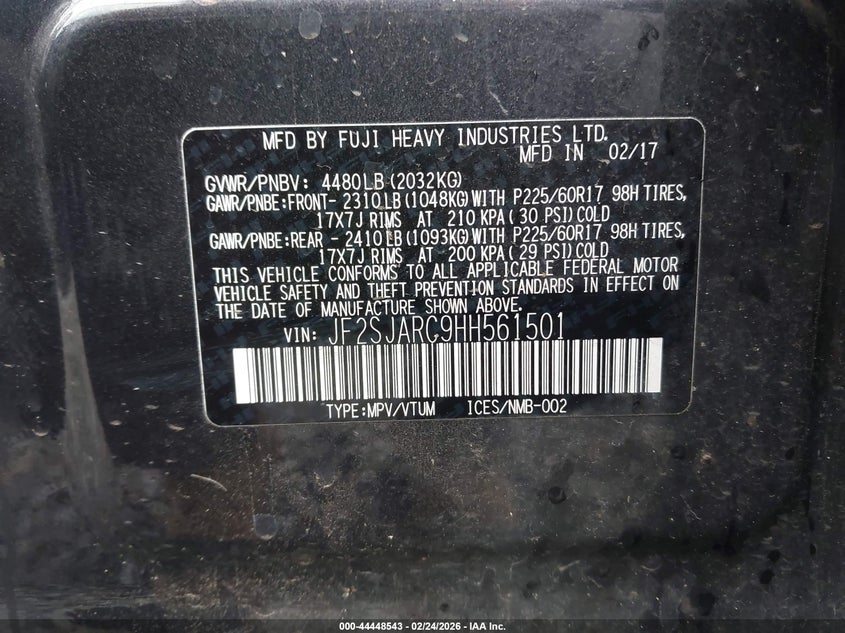 MFD BY FUJI HEAVY INDUSTRIES LTD.
MFD IN 02/17
GVWR/PNBV: 4480LB(2032KG)
GAWR/PNBE:FRONT- 2310LB(1048KG)WITH P225/60R17 98H TIRES,
17X7J RIMS AT 210 KPA(30 PSI)COLD
GAWR/PNBE:REAR - 2410LB(1093KG)WITH P225/60R17 98H TIRES,
17X7J RIMS AT 200 KPA(29 PSI)COLD
THIS VEHICLE CONFORMS TO ALL APPLICABLE FEDERAL MOTOR
VEHICLE SAFETY AND THEFT PREVENTION STANDARDS IN EFFECT ON
THE DATE OF MANUFACTURE SHOWN ABOVE.
VIN: JF2SJARC9HH561501
TYPE:MPV/VTUM ICES/NMB-002
000-44448543 - 02/24/2026 - IAA Inc.